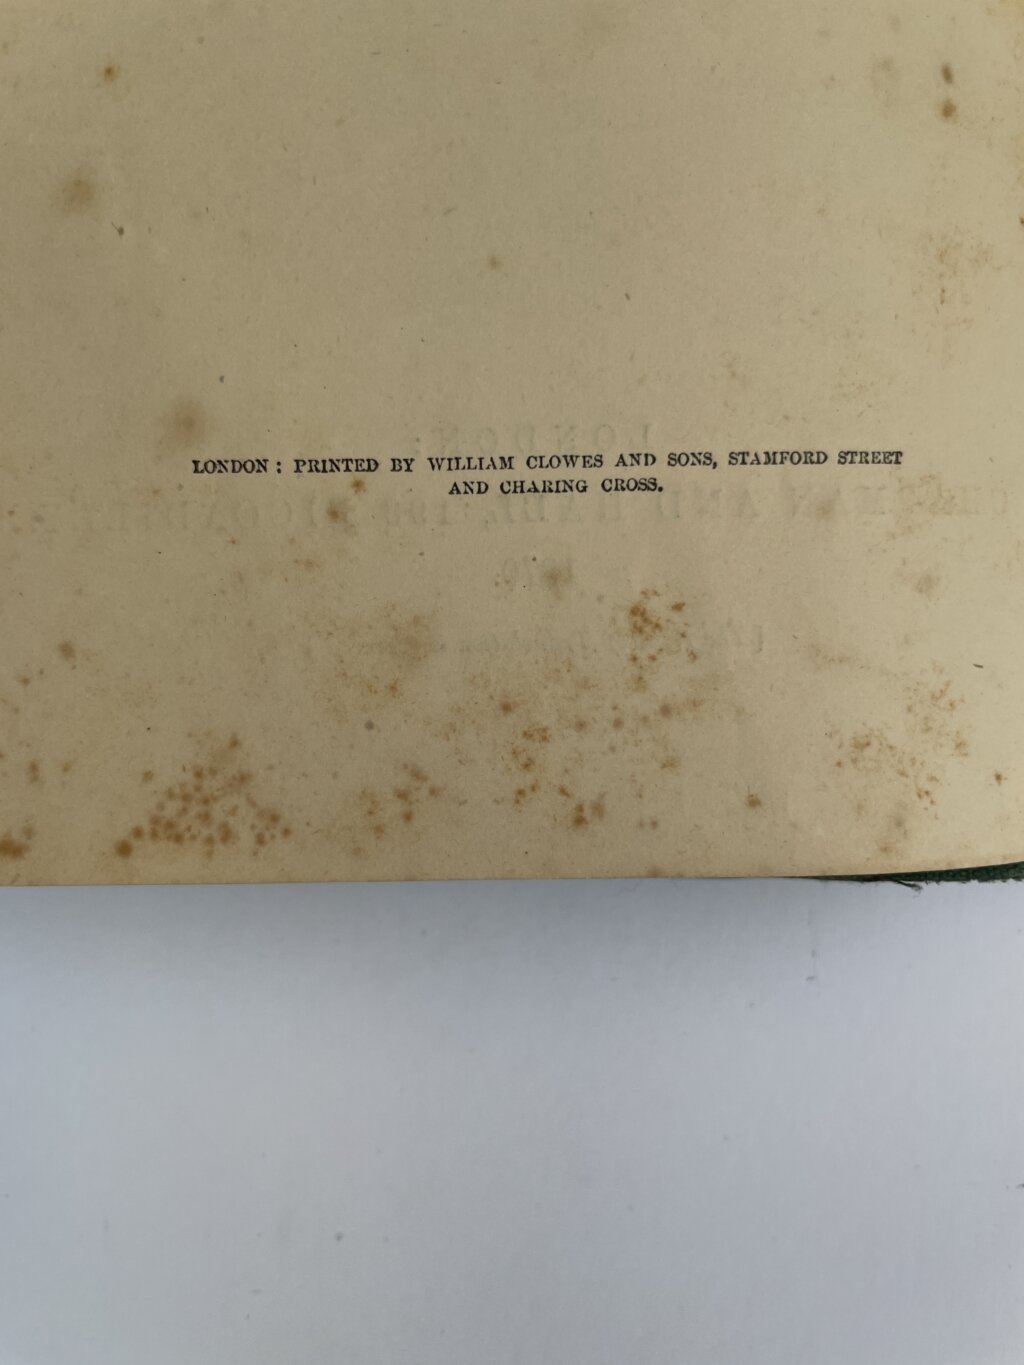 LONDON: PRINTED BY WILLIAM CLOWES AND SONS, STAMFORD STREET
AND CHARING CROSS.